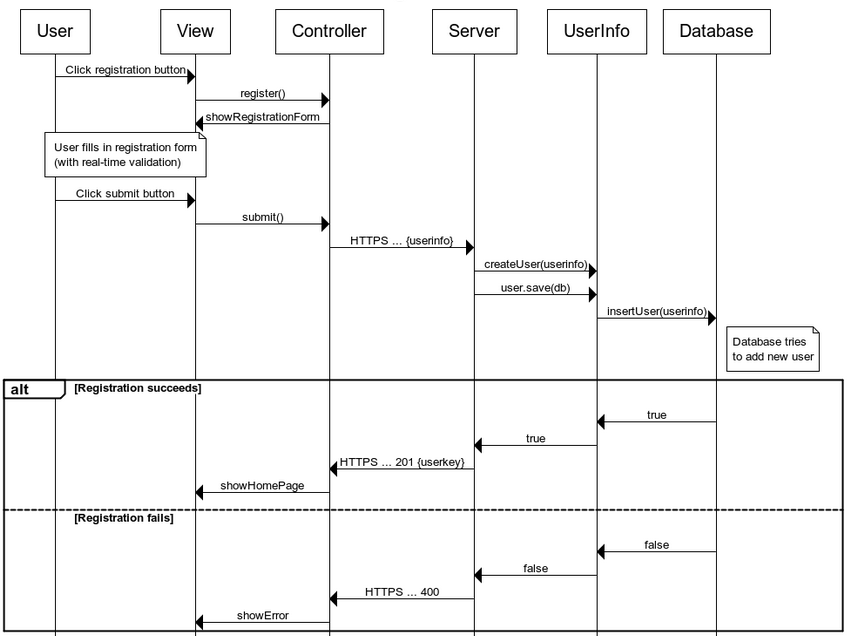 User
View
Controller
Server
UserInfo
Database
Click registration button
register()
showRegistrationForm
User fills in registration form
(with real-time validation)
Click submit button
submit()
HTTPS ... {userinfo}
createUser(userinfo)
user.save(db)
insertUser(userinfo)
Database tries
to add new user
alt
[Registration succeeds]
true
true
HTTPS ... 201 {userkey}
showHomePage
[Registration fails]
false
false
HTTPS ... 400
showError